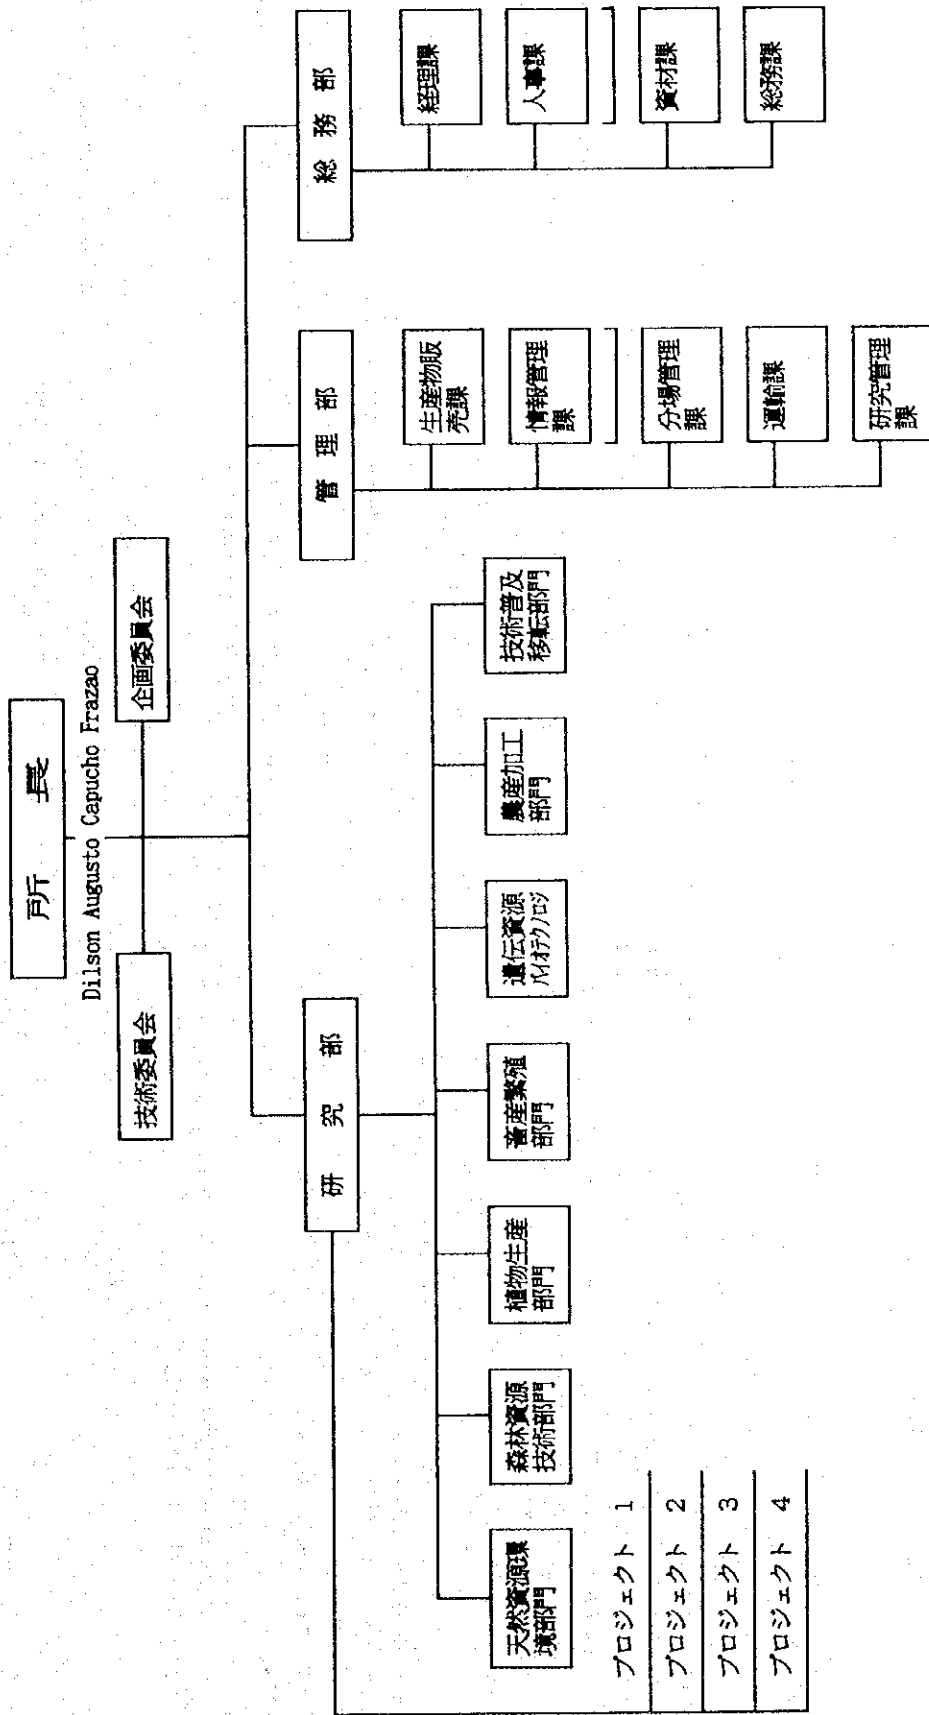 所 長
Dilson Augusto Capucho Frazao
技術委員会
企画委員会
研 究 部
管 理 部
総 務 部
天然資源環
境部門
森林資源
技術部門
植物生産
部門
畜産繁殖
部門
遺伝資源
バイオテクノロジ
農産加工
部門
技術普及
移転部門
生産物販
売課
情報管理
課
分場管理
課
運輸課
研究管理
課
経理課
人事課
資材課
総務課
プロジェクト 1
プロジェクト 2
プロジェクト 3
プロジェクト 4